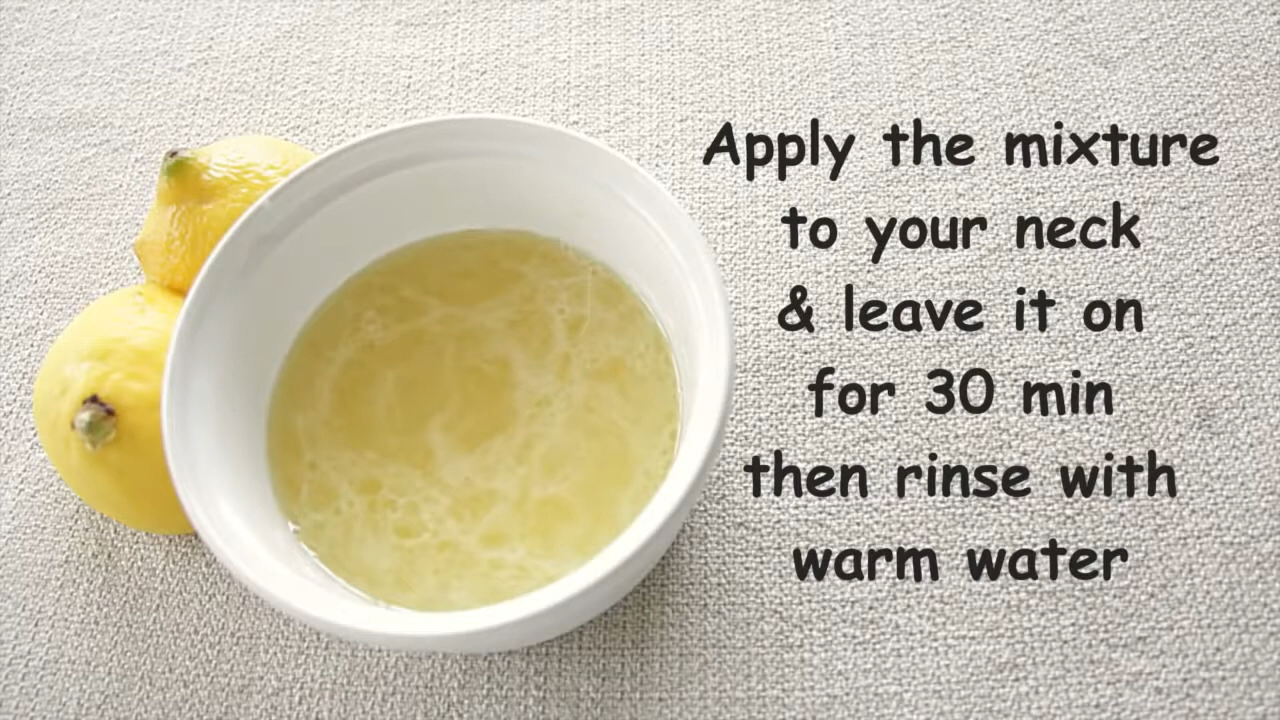 Apply the mixture
to your neck
& leave it on
for 30 min
then rinse with
warm water